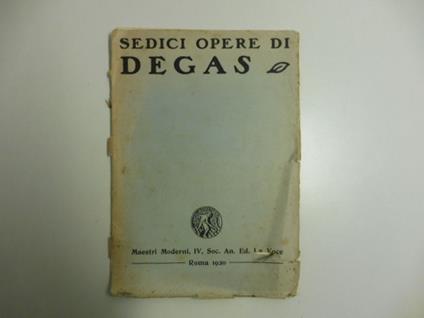 SEDICI OPERE DI
DEGAS
Maestri Moderni, IV, Soc. An. Ed. La Voce
Roma 1920